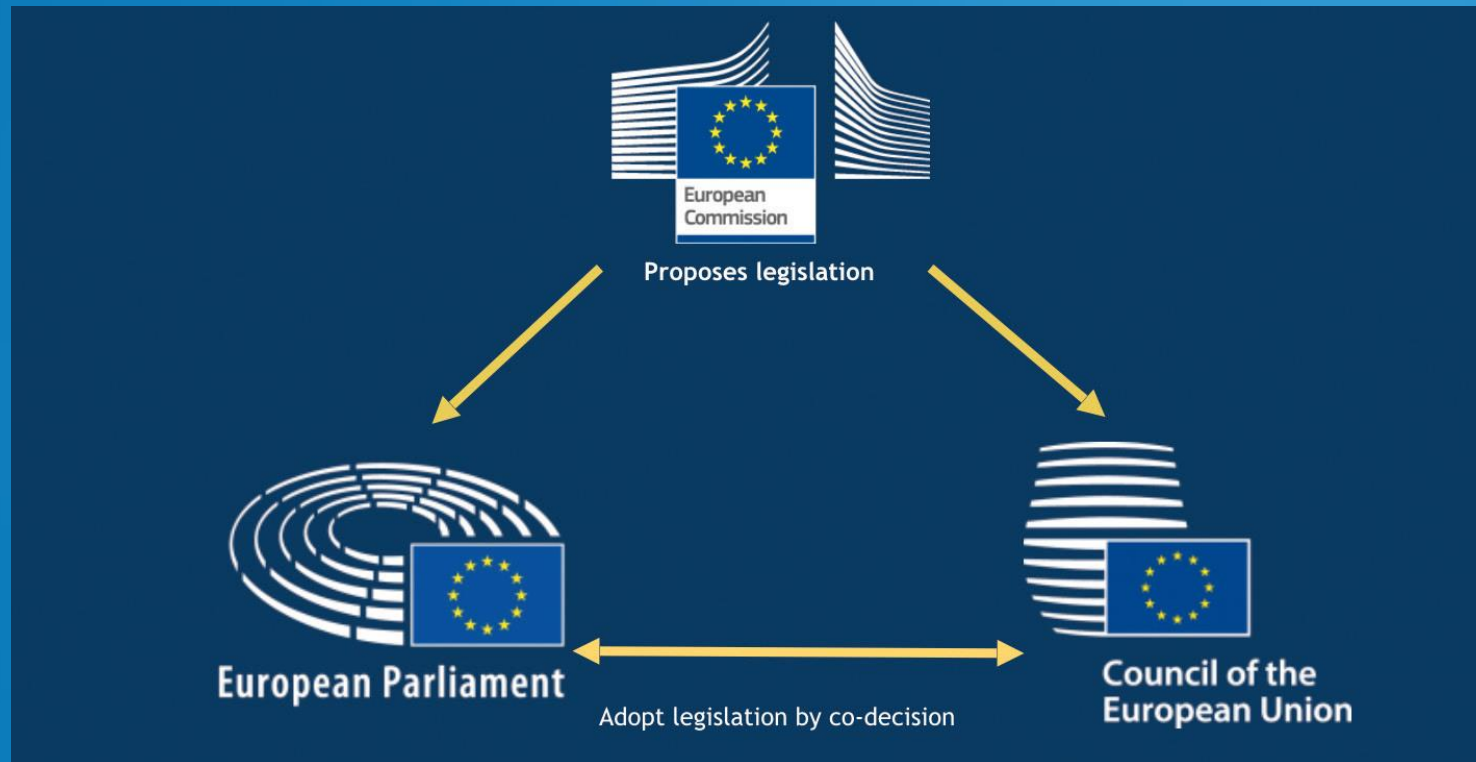 European
Commission
Proposes legislation
European Parliament
Council of the
European Union
Adopt legislation by co-decision